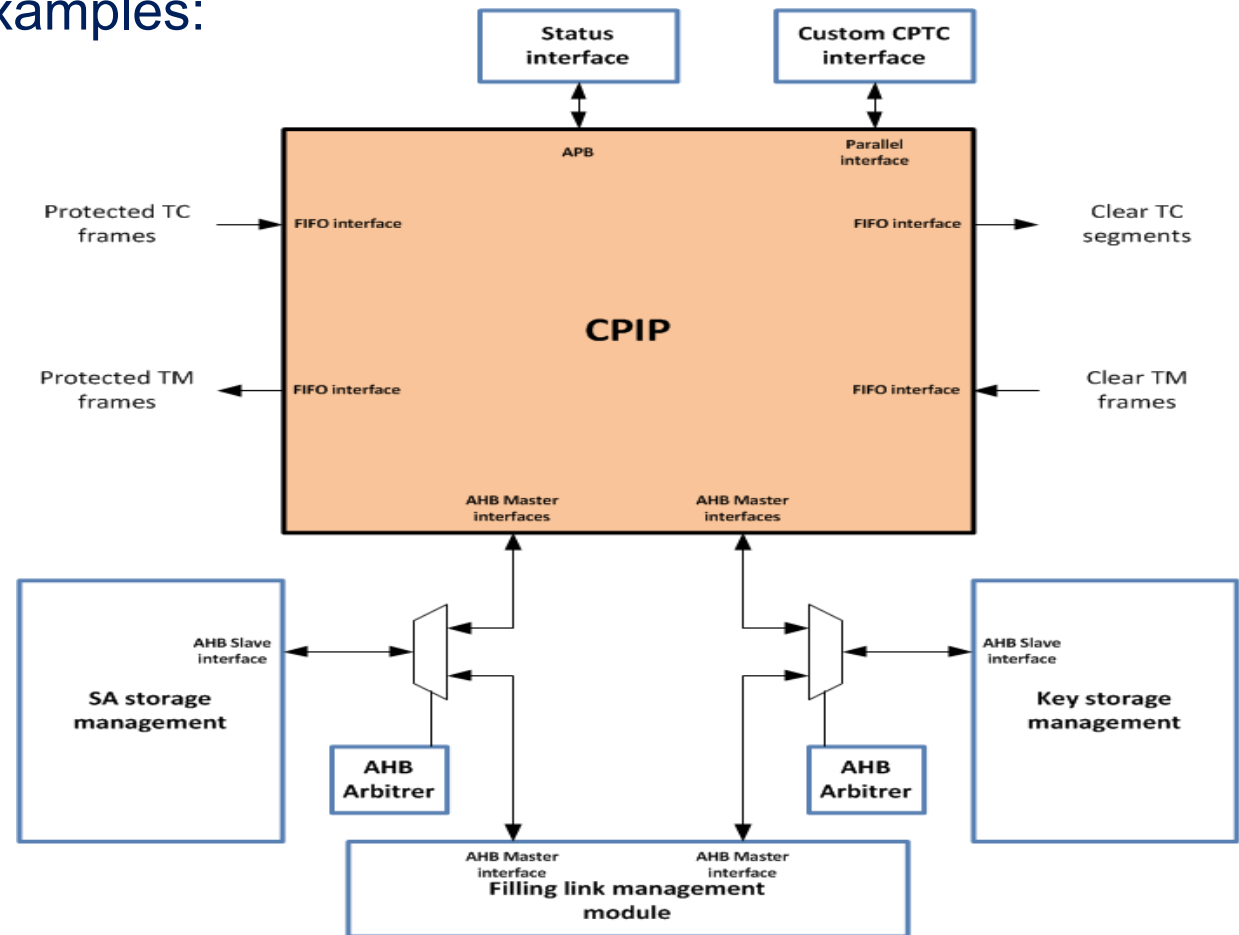 xamples:
Status
interface
Custom CPTC
interface
APB
Parallel
interface
Protected TC
frames
FIFO interface
FIFO interface
Clear TC
segments
CPIP
Protected TM
frames
FIFO interface
FIFO interface
Clear TM
frames
AHB Master
interfaces
AHB Master
interfaces
AHB Slave
interface
SA storage
management
AHB Slave
interface
Key storage
management
AHB
Arbitrer
AHB
Arbitrer
AHB Master
interface
AHB Master
interface
Filling link management
module